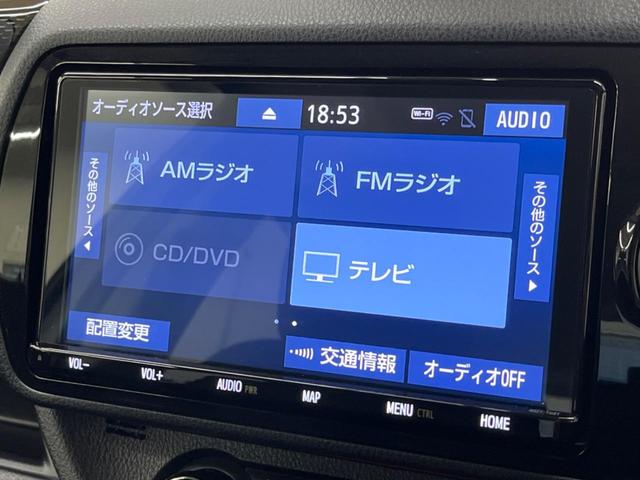 オーディオソース選択
18:53
Wi-Fi
AUDIO
AMラジオ
FMラジオ
その他のソース
その他のソース
CD/DVD
テレビ
配置変更
交通情報
オーディオOFF
VOL-
VOL+
AUDIO PWR
MAP
MENU CTRL
HOME